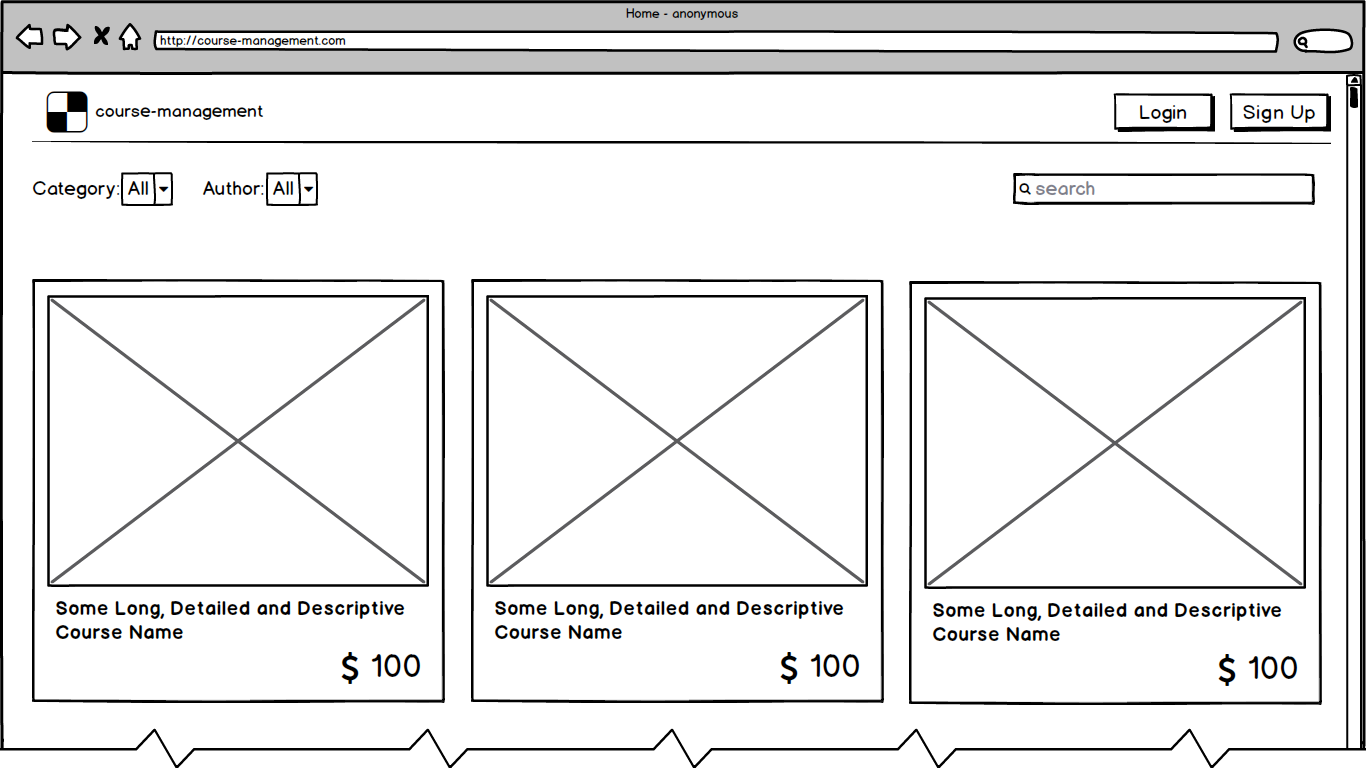 Home - anonymous
http://course-management.com
course-management
Login
Sign Up
Category: All
Author: All
search
Some Long, Detailed and Descriptive
Course Name
$ 100
Some Long, Detailed and Descriptive
Course Name
$ 100
Some Long, Detailed and Descriptive
Course Name
$ 100